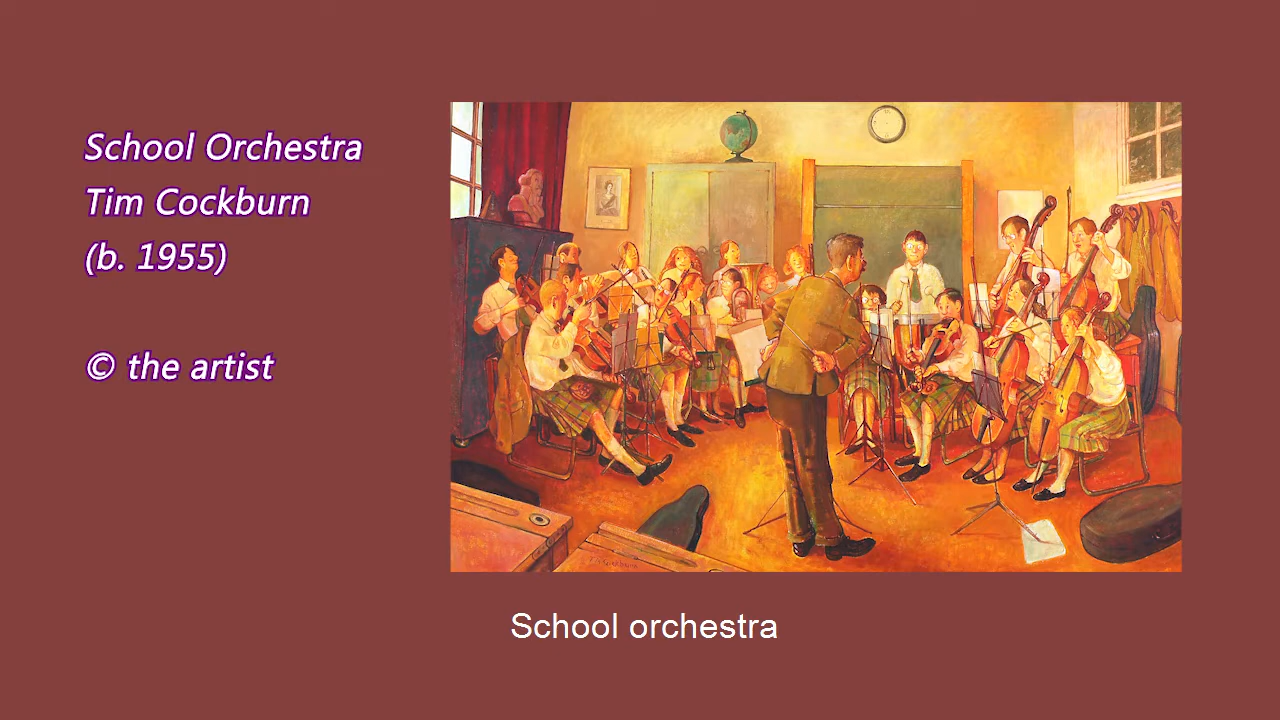 School Orchestra
Tim Cockburn
(b. 1955)
© the artist
School orchestra